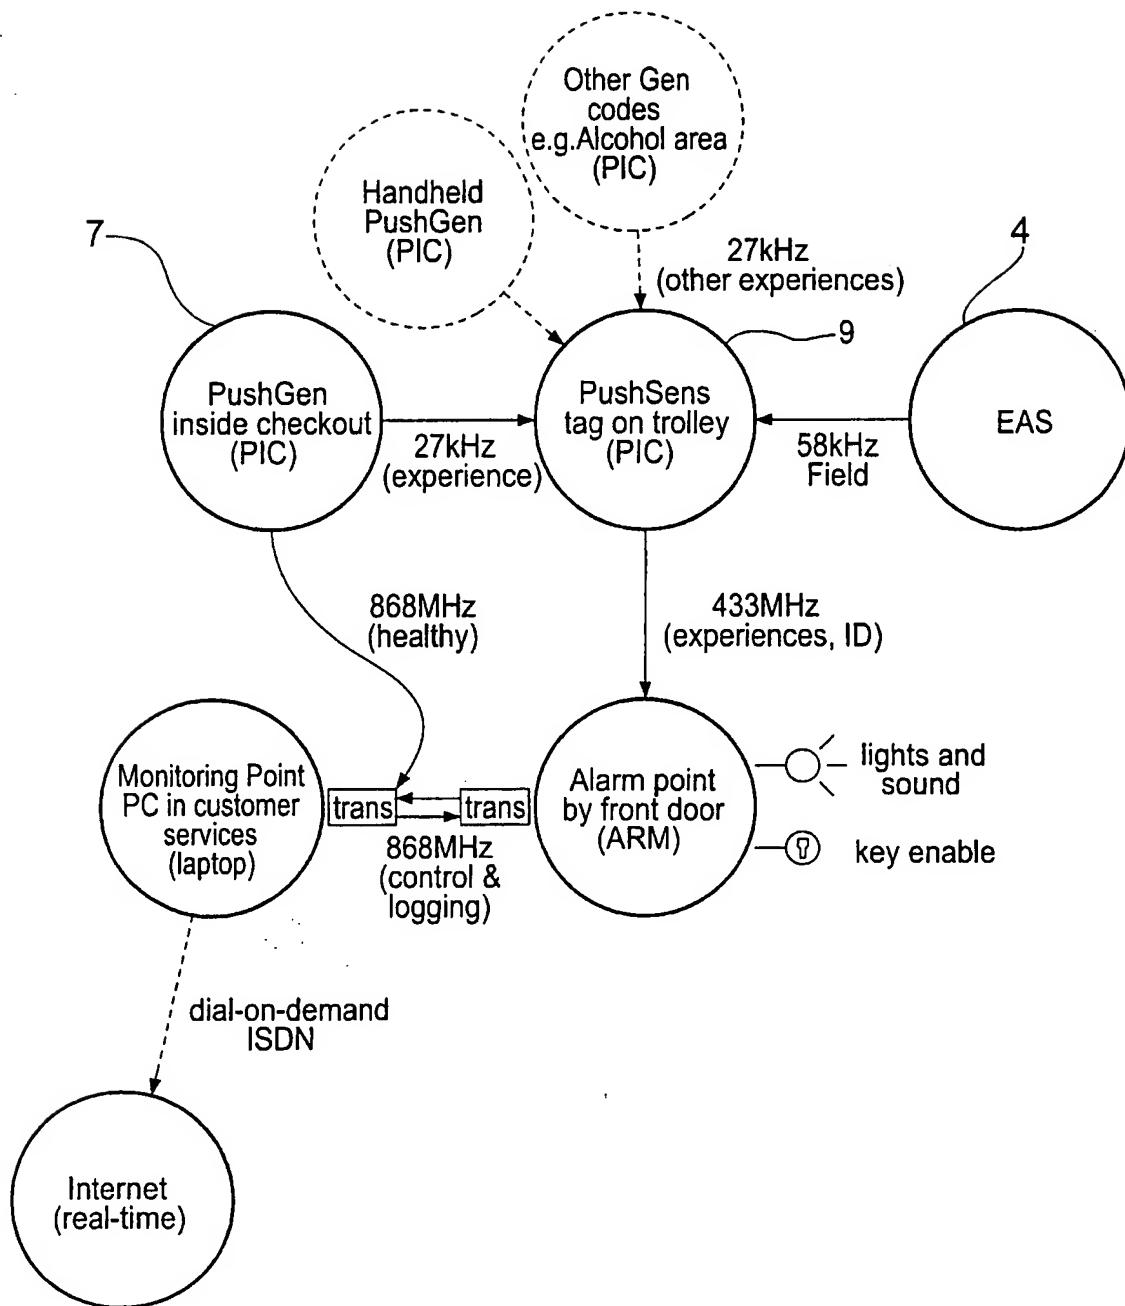 Other Gen
codes
e.g.Alcohol area
(PIC)
Handheld
PushGen
(PIC)
7
27kHz
(other experiences)
4
9
PushGen
inside checkout
(PIC)
27kHz
(experience)
PushSens
tag on trolley
(PIC)
58kHz
Field
EAS
868MHz
(healthy)
433MHz
(experiences, ID)
Monitoring Point
PC in customer
services
(laptop)
trans
trans
868MHz
(control &
logging)
Alarm point
by front door
(ARM)
lights and
sound
key enable
dial-on-demand
ISDN
Internet
(real-time)